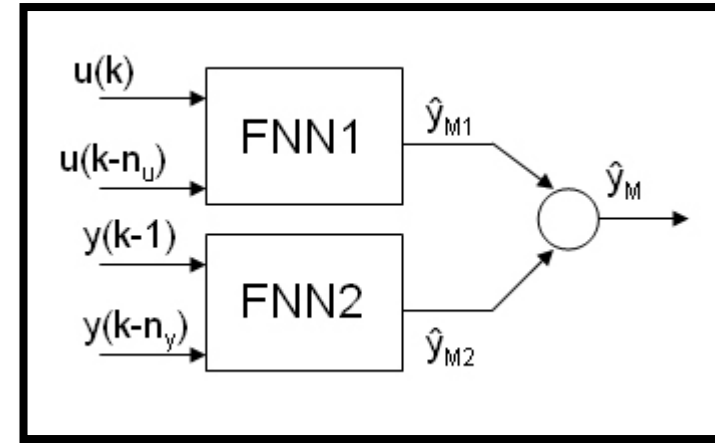 u(k)
u(k-nᵤ)
FNN1
ŷM1
y(k-1)
y(k-ny)
FNN2
ŷM2
ŷM